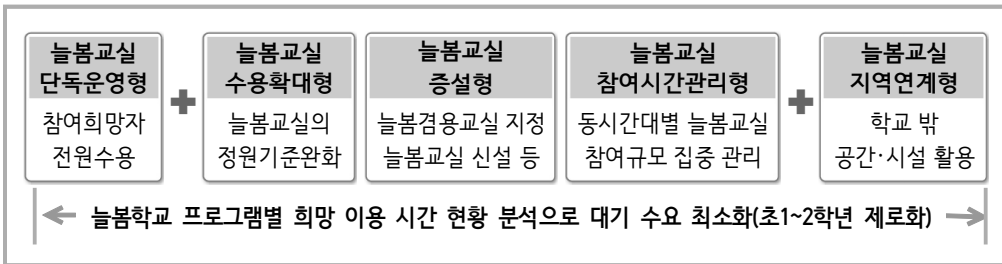 늘봄교실
단독운영형
참여희망자
전원수용
늘봄교실
수용확대형
늘봄교실의
정원기준완화
늘봄교실
증설형
늘봄겸용교실 지정
늘봄교실 신설 등
늘봄교실
참여시간관리형
동시간대별 늘봄교실
참여규모 집중 관리
늘봄교실
지역연계형
학교 밖
공간·시설 활용
늘봄학교 프로그램별 희망 이용 시간 현황 분석으로 대기 수요 최소화(초1~2학년 제로화)